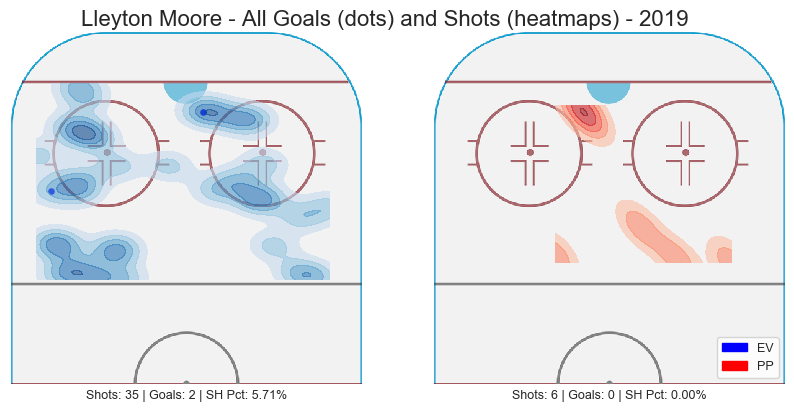 Lleyton Moore - All Goals (dots) and Shots (heatmaps) - 2019
EV
PP
Shots: 35 | Goals: 2 | SH Pct: 5.71%
Shots: 6 | Goals: 0 | SH Pct: 0.00%